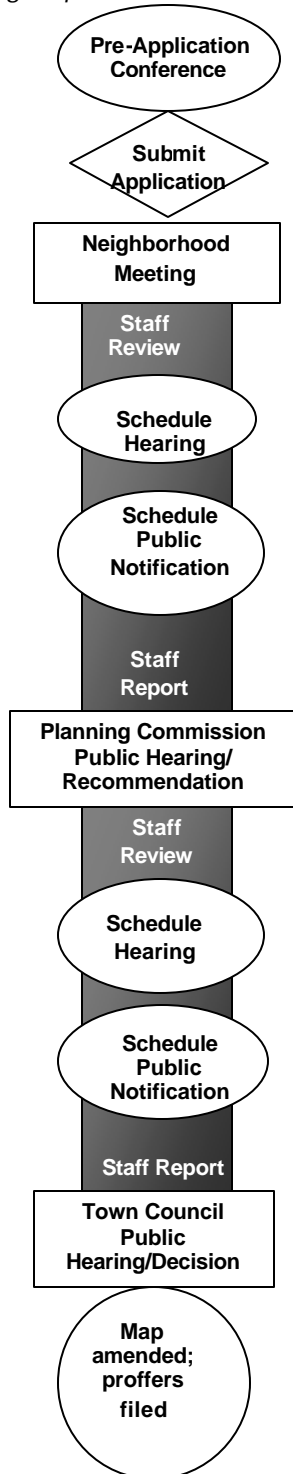 Pre-Application
Conference
Submit
Application
Neighborhood
Meeting
Staff
Review
Schedule
Hearing
Schedule
Public
Notification
Staff
Report
Planning Commission
Public Hearing/
Recommendation
Staff
Review
Schedule
Hearing
Schedule
Public
Notification
Staff Report
Town Council
Public
Hearing/Decision
Map
amended;
proffers
filed